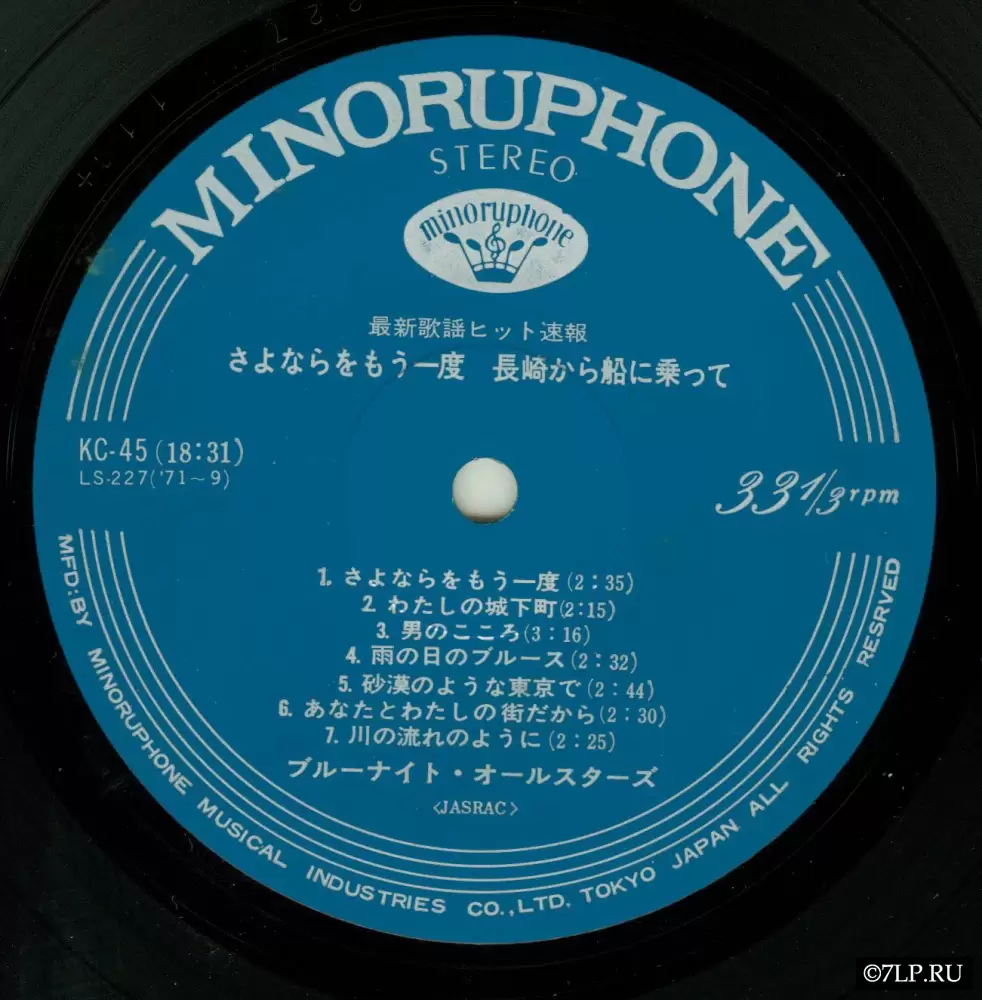 MINORUPHONE
STEREO
minoruphone
最新歌謡ヒット速報
さよならをもう一度 長崎から船に乗って
KC-45 (18:31)
LS-227('71~9)
33 1/3 rpm
1. さよならをもう一度 (2:35)
2. わたしの城下町 (2:15)
3. 男のこころ (3:16)
4. 雨の日のブルース (2:32)
5. 砂漠のような東京で (2:44)
6. あなたとわたしの街だから (2:30)
7. 川の流れのように (2:25)
ブルーナイト・オールスターズ
<JASRAC>
MFD:BY MINORUPHONE MUSICAL INDUSTRIES CO.,LTD. TOKYO JAPAN ALL RIGHTS RESRVED
©7LP.RU